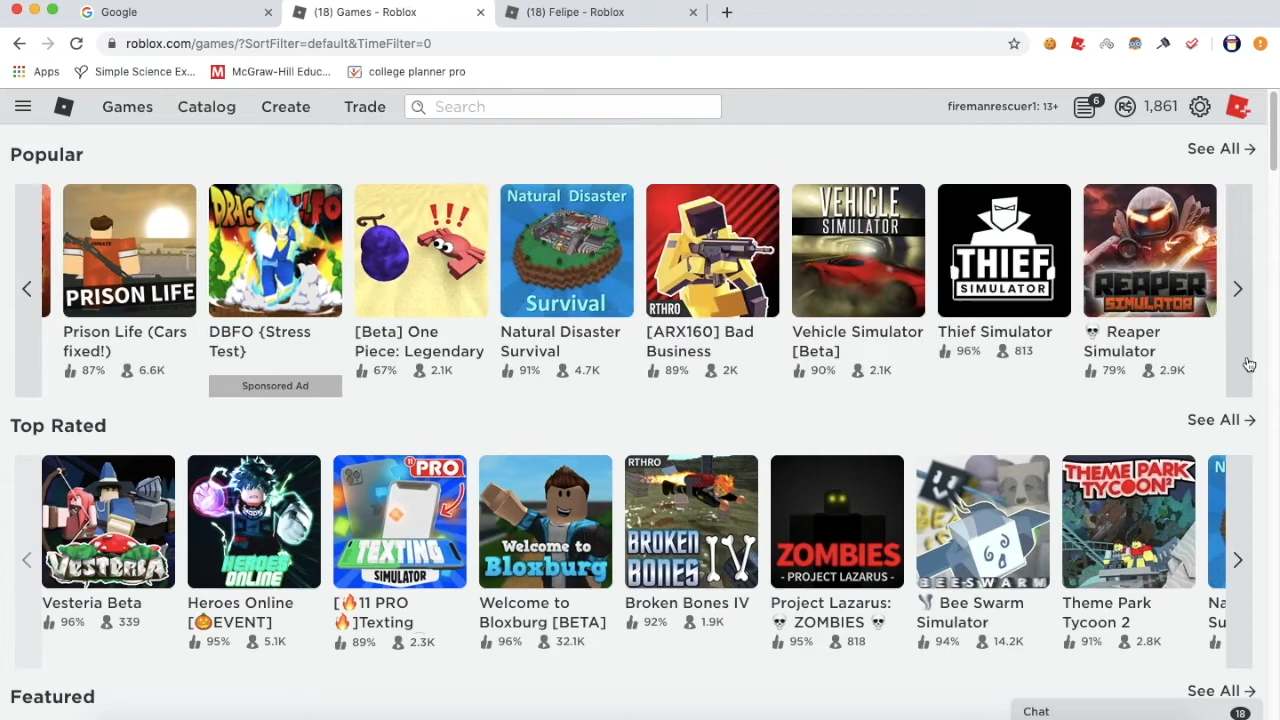 Google
(18) Games - Roblox
(18) Felipe - Roblox
roblox.com/games/?SortFilter=default&TimeFilter=0
Apps
Simple Science Ex...
McGraw-Hill Educ...
college planner pro
Games
Catalog
Create
Trade
Search
firemanrescuer1: 13+
6
1,861
Popular
See All →
PRISON LIFE
DRAGON
FO
!!!
Natural Disaster
Survival
RTHRO
VEHICLE
SIMULATOR
THIEF
SIMULATOR
REAPER
SIMULATOR
Prison Life (Cars
fixed!)
87% 6.6K
DBFO {Stress
Test}
Sponsored Ad
[Beta] One
Piece: Legendary
67% 2.1K
Natural Disaster
Survival
91% 4.7K
[ARX160] Bad
Business
89% 2K
Vehicle Simulator
[Beta]
90% 2.1K
Thief Simulator
96% 813
💀 Reaper
Simulator
79% 2.9K
Top Rated
See All →
VESTERIA
HEROES
ONLINE
11 PRO
TEXTING
SIMULATOR
Welcome to
Bloxburg
RTHRO
BROKEN
BONES IV
ZOMBIES
- PROJECT LAZARUS -
BEESWARM
THEME PARK
TYCOON 2
N
Vesteria Beta
96% 339
Heroes Online
[🎃EVENT]
95% 5.1K
[🔥11 PRO
🔥]Texting
89% 2.3K
Welcome to
Bloxburg [BETA]
96% 32.1K
Broken Bones IV
92% 1.9K
Project Lazarus:
💀 ZOMBIES 💀
95% 818
Bee Swarm
Simulator
94% 14.2K
Theme Park
Tycoon 2
91% 2.8K
Na
Su
Featured
See All →
Chat
18